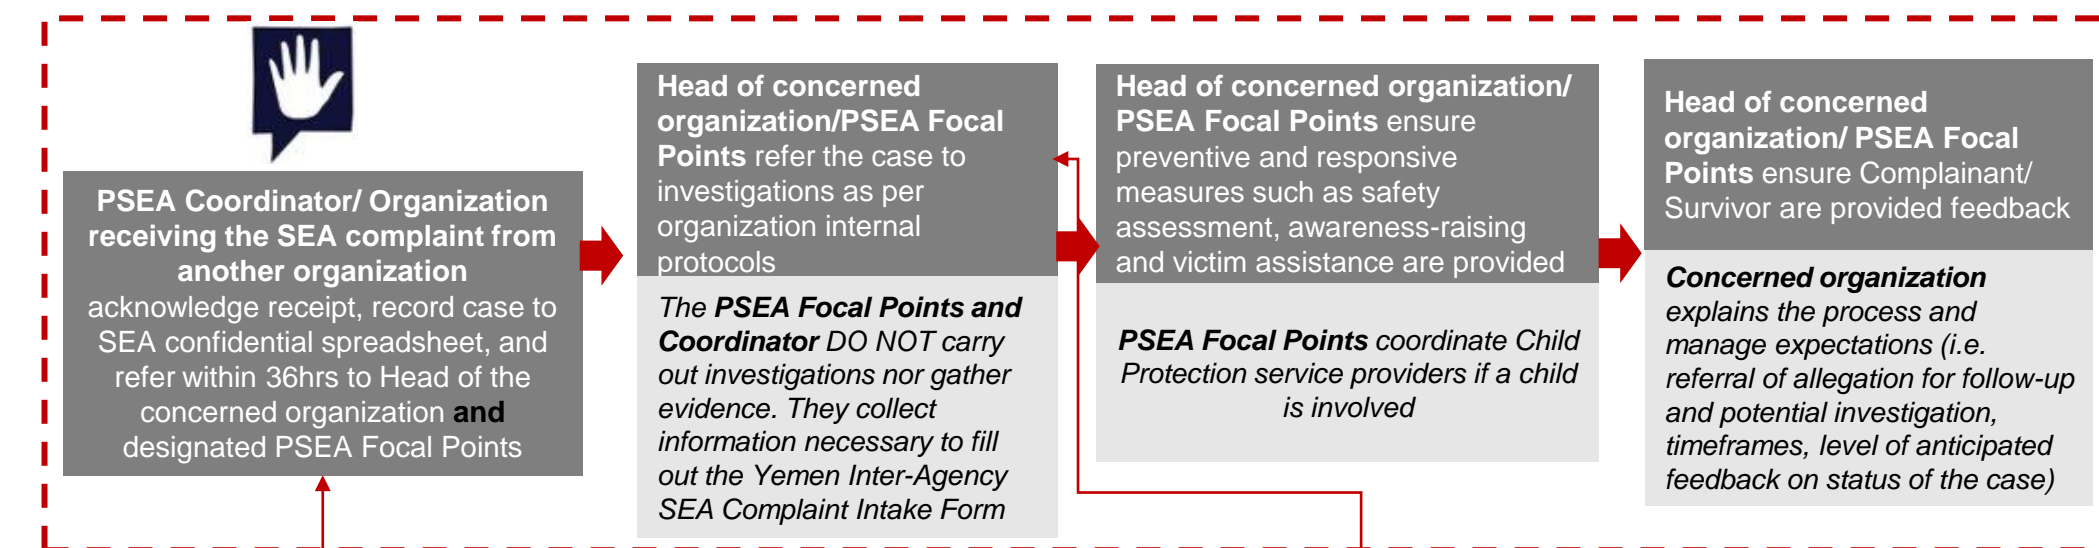 PSEA Coordinator/ Organization
receiving the SEA complaint from
another organization
acknowledge receipt, record case to
SEA confidential spreadsheet, and
refer within 36hrs to Head of the
concerned organization and
designated PSEA Focal Points
Head of concerned
organization/PSEA Focal
Points refer the case to
investigations as per
organization internal
protocols
The PSEA Focal Points and
Coordinator DO NOT carry
out investigations nor gather
evidence. They collect
information necessary to fill
out the Yemen Inter-Agency
SEA Complaint Intake Form
Head of concerned organization/
PSEA Focal Points ensure
preventive and responsive
measures such as safety
assessment, awareness-raising
and victim assistance are provided
PSEA Focal Points coordinate Child
Protection service providers if a child
is involved
Head of concerned
organization/ PSEA Focal
Points ensure Complainant/
Survivor are provided feedback
Concerned organization
explains the process and
manage expectations (i.e.
referral of allegation for follow-up
and potential investigation,
timeframes, level of anticipated
feedback on status of the case)